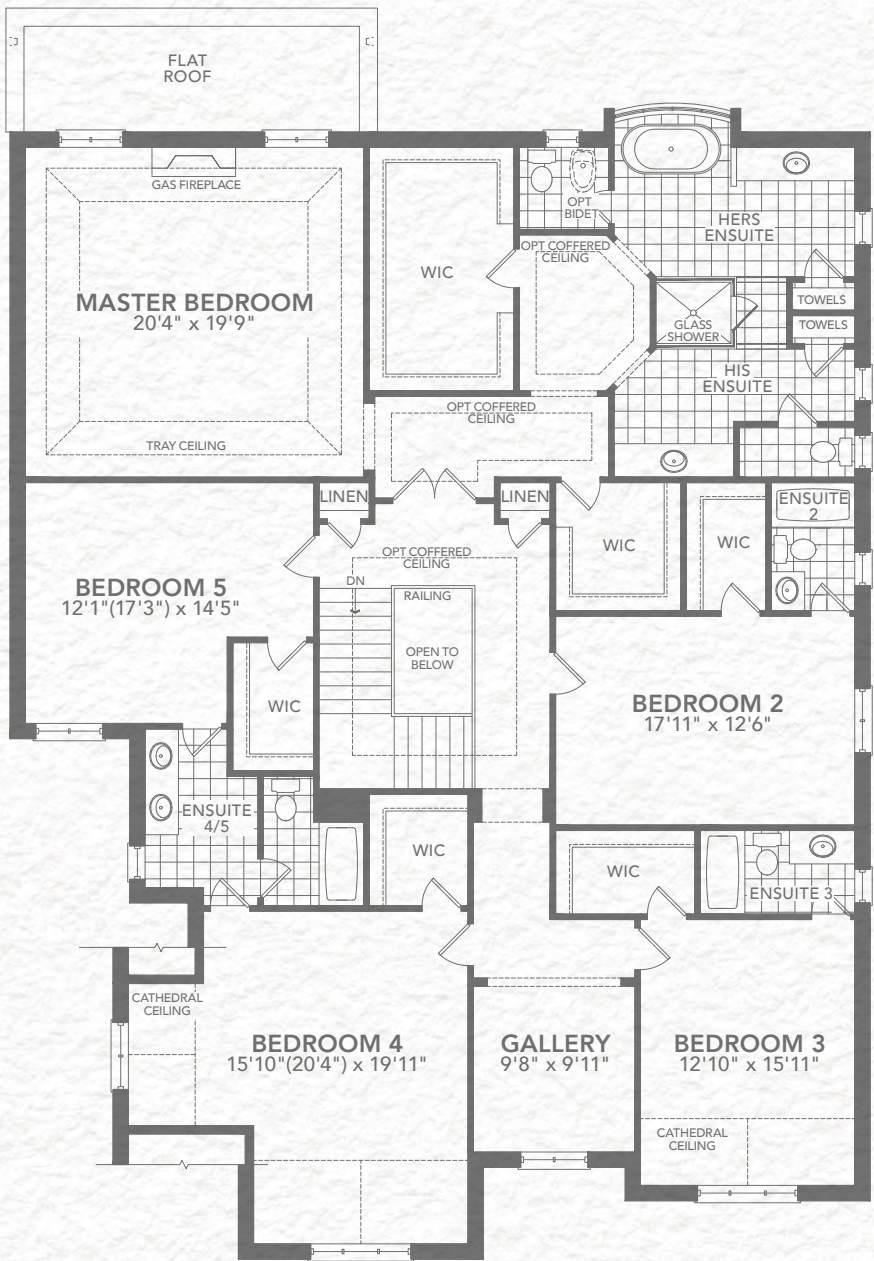 FLAT
ROOF
GAS FIREPLACE
MASTER BEDROOM
20'4" x 19'9"
TRAY CEILING
WIC
OPT
BIDET
OPT COFFERED
CEILING
HERS
ENSUITE
TOWELS
TOWELS
GLASS
SHOWER
HIS
ENSUITE
OPT COFFERED
CEILING
LINEN
LINEN
OPT COFFERED
CEILING
WIC
WIC
ENSUITE
2
BEDROOM 5
12'1"(17'3") x 14'5"
DN
RAILING
OPEN TO
BELOW
WIC
BEDROOM 2
17'11" x 12'6"
ENSUITE
4/5
WIC
WIC
ENSUITE 3
CATHEDRAL
CEILING
BEDROOM 4
15'10"(20'4") x 19'11"
GALLERY
9'8" x 9'11"
BEDROOM 3
12'10" x 15'11"
CATHEDRAL
CEILING